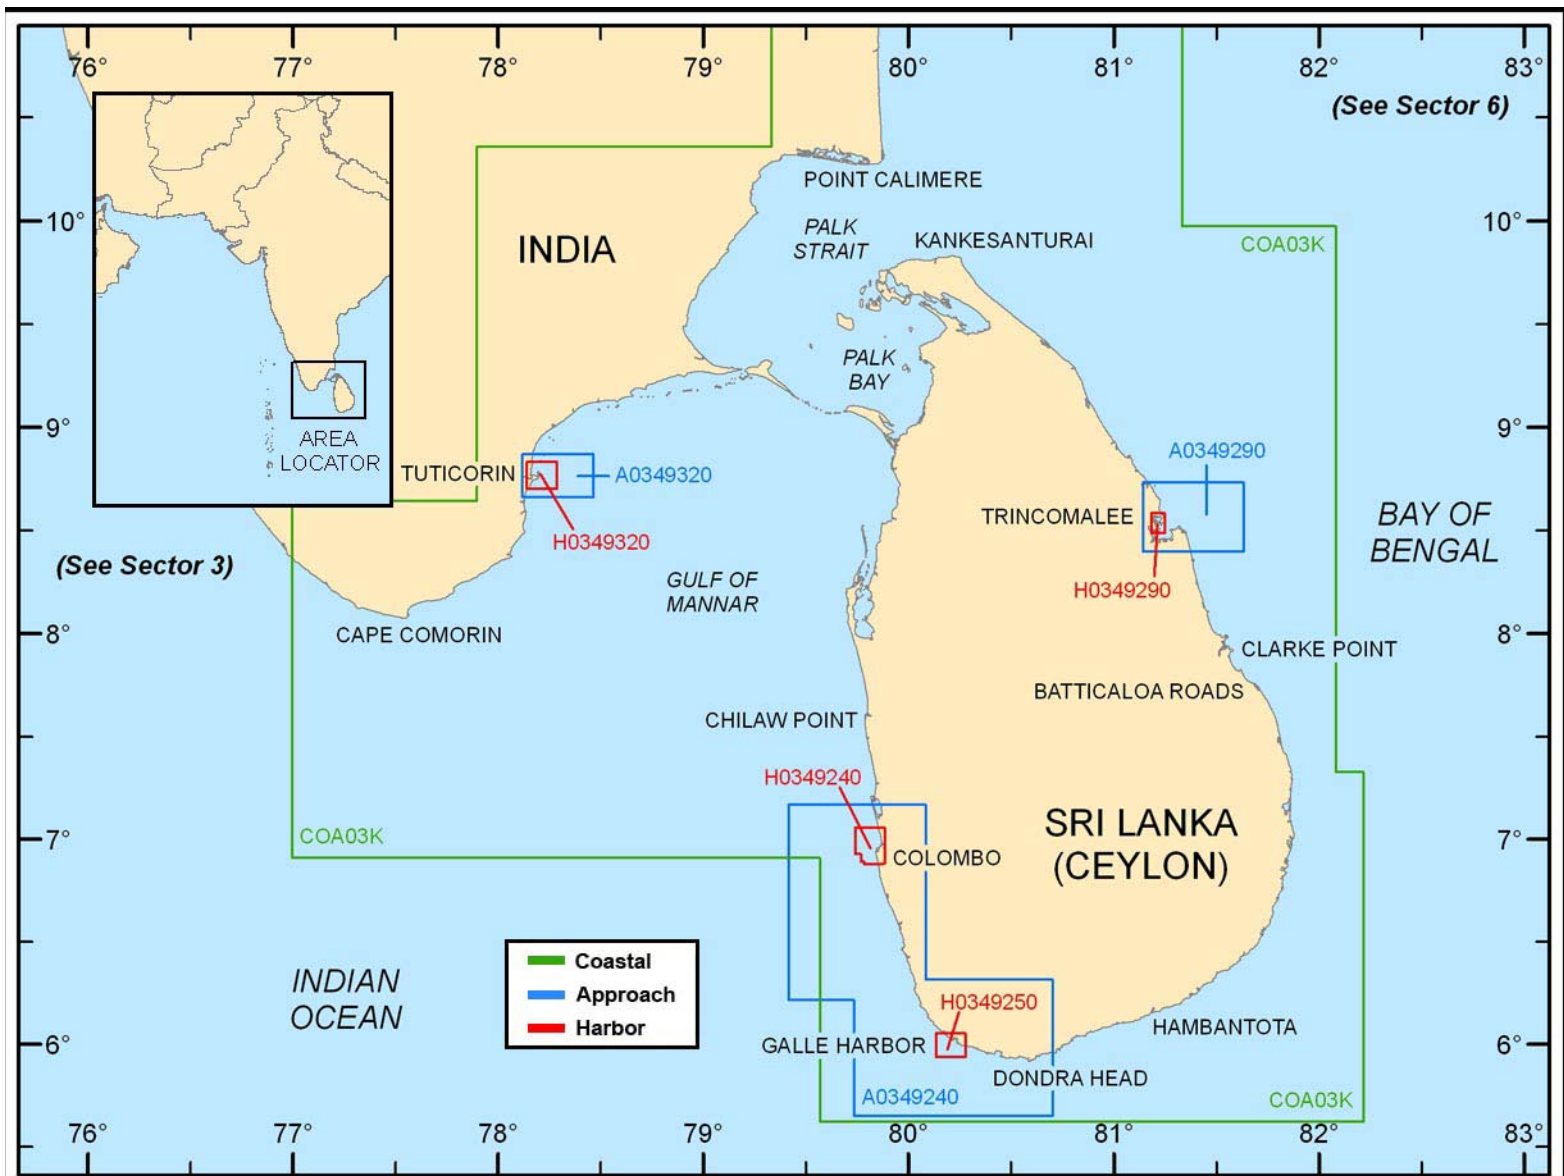 76°
77°
78°
79°
80°
81°
82°
83°
(See Sector 6)
POINT CALIMERE
10°
10°
PALK
STRAIT
INDIA
KANKESANTURAI
COA03K
PALK
BAY
9°
9°
AREA
LOCATOR
TUTICORIN
A0349320
A0349290
H0349320
TRINCOMALEE
BAY OF
BENGAL
(See Sector 3)
GULF OF
MANNAR
H0349290
8°
8°
CAPE COMORIN
CLARKE POINT
BATTICALOA ROADS
CHILAW POINT
H0349240
7°
7°
COA03K
SRI LANKA
(CEYLON)
COLOMBO
INDIAN
OCEAN
Coastal
Approach
Harbor
H0349250
HAMBANTOTA
6°
6°
GALLE HARBOR
DONDRA HEAD
A0349240
COA03K
76°
77°
78°
79°
80°
81°
82°
83°